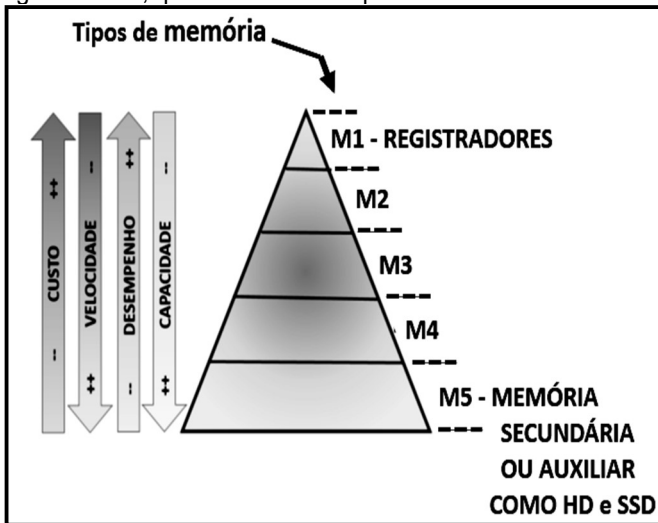 Tipos de memória
M1 - REGISTRADORES
M2
M3
M4
M5 - MEMÓRIA
SECUNDÁRIA
OU AUXILIAR
COMO HD e SSD
-- CUSTO ++
++ VELOCIDADE --
-- DESEMPENHO ++
++ CAPACIDADE --